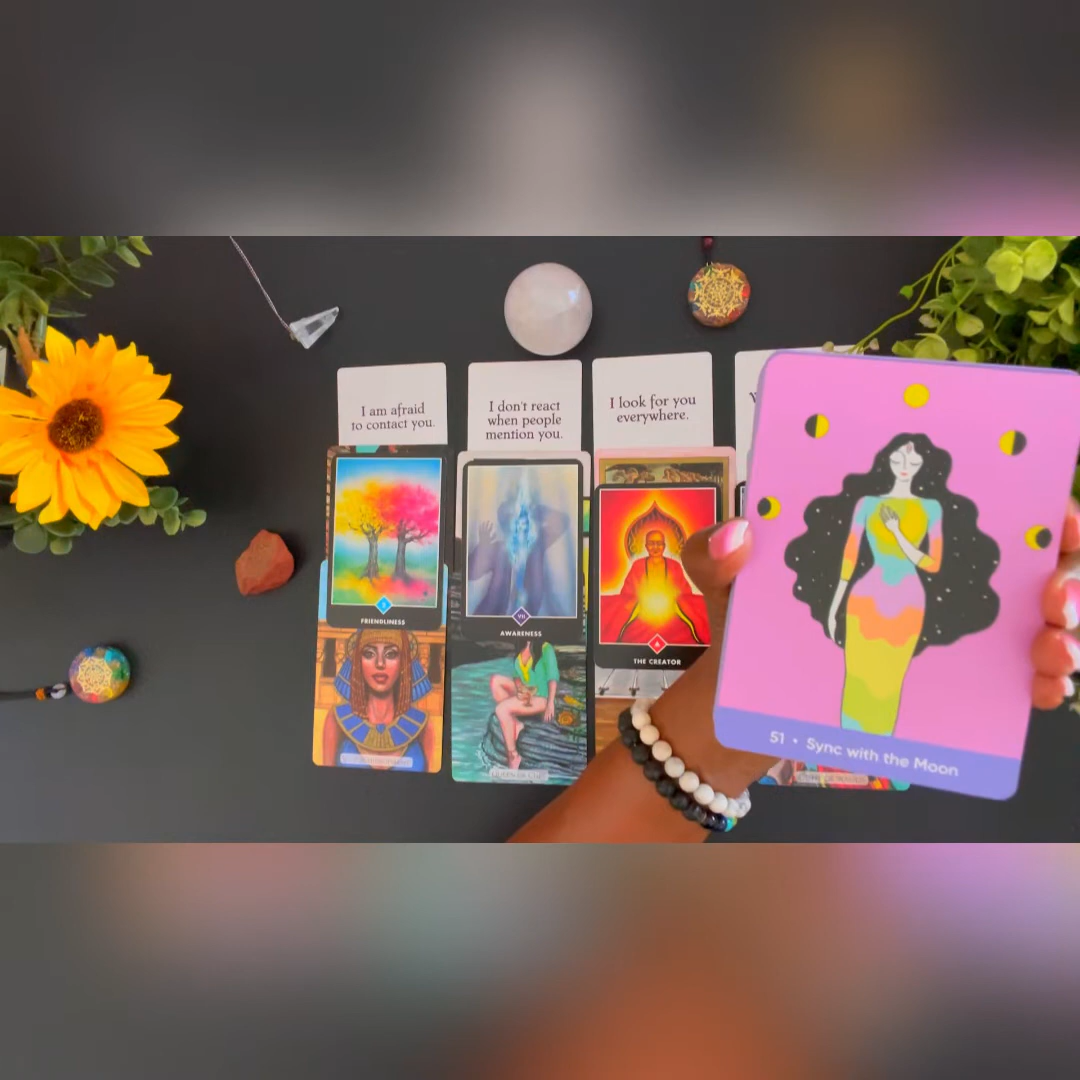 I am afraid
to contact you.
I don't react
when people
mention you.
I look for you
everywhere.
FRIENDLINESS
VII
AWARENESS
THE CREATOR
51 • Sync with the Moon